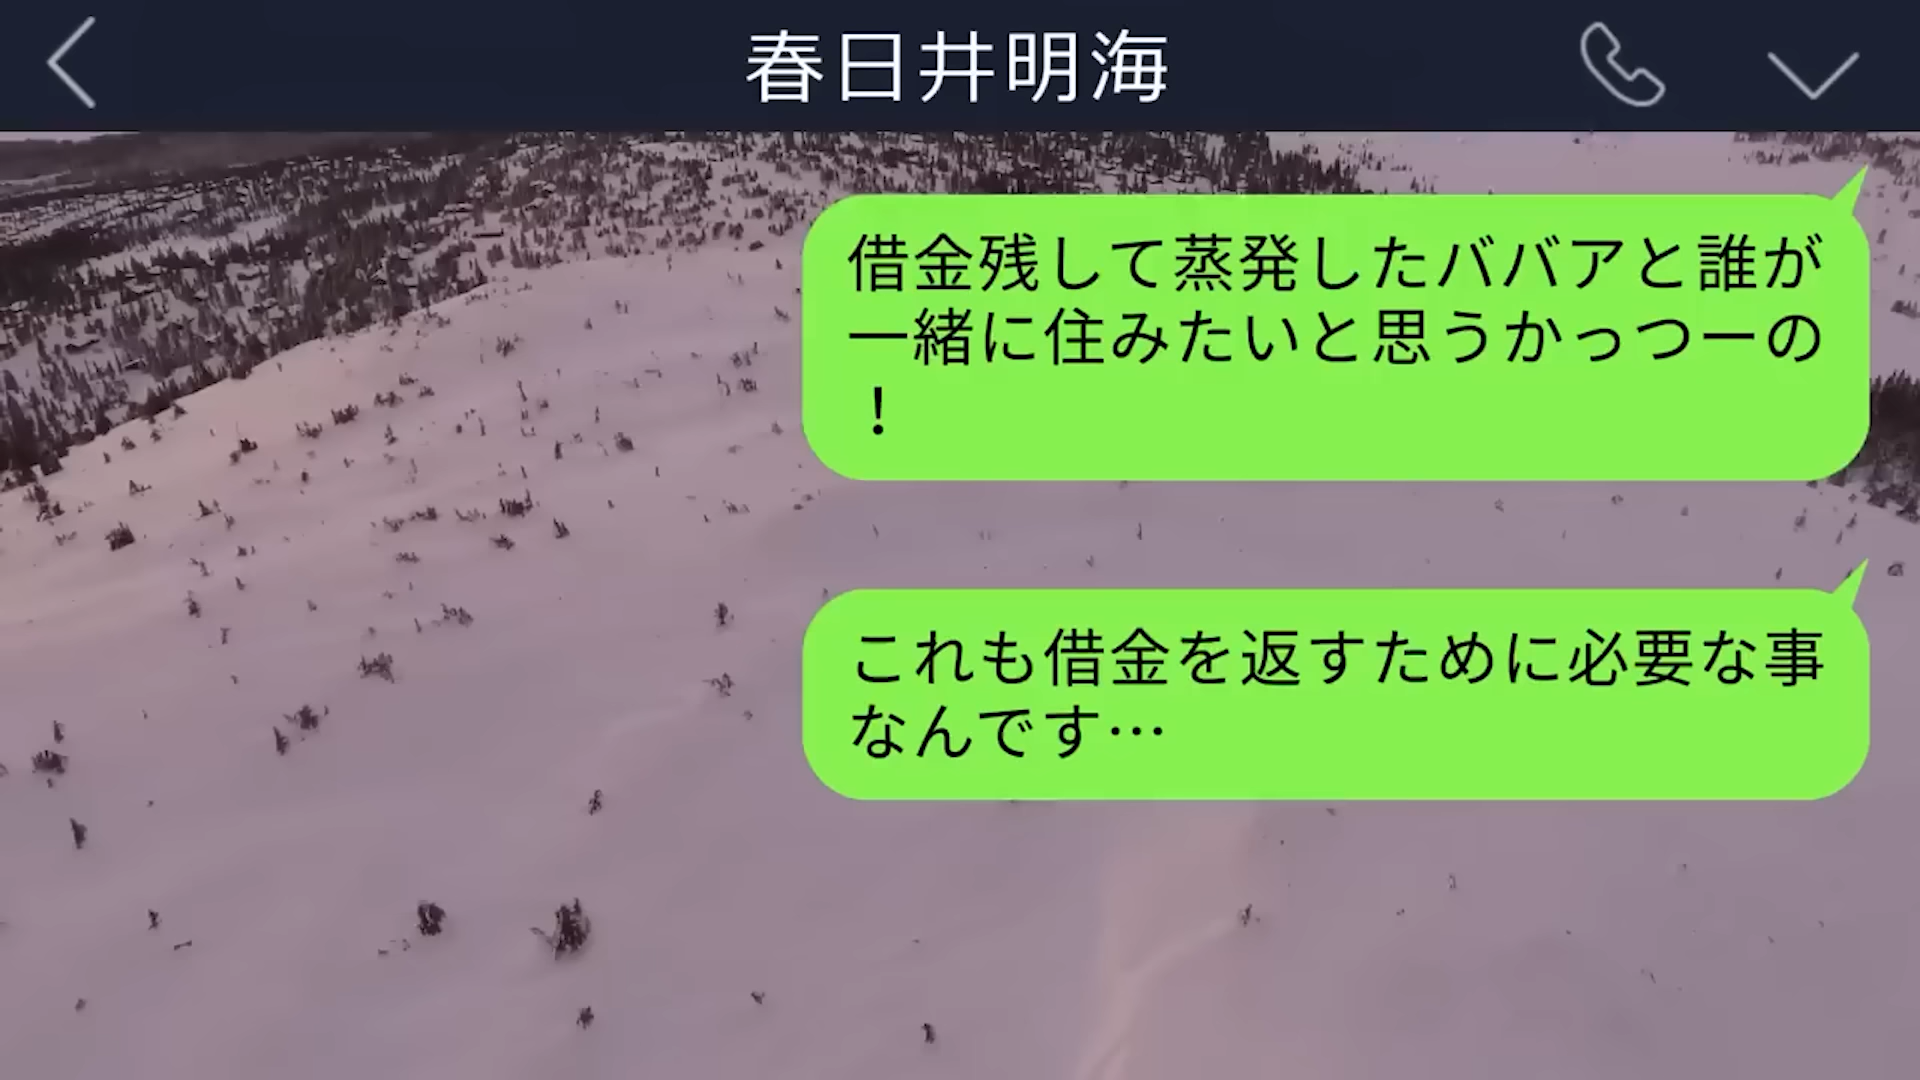 春日井明海
借金残して蒸発したババアと誰が
一緒に住みたいと思うかっつーの
！
これも借金を返すために必要な事
なんです…